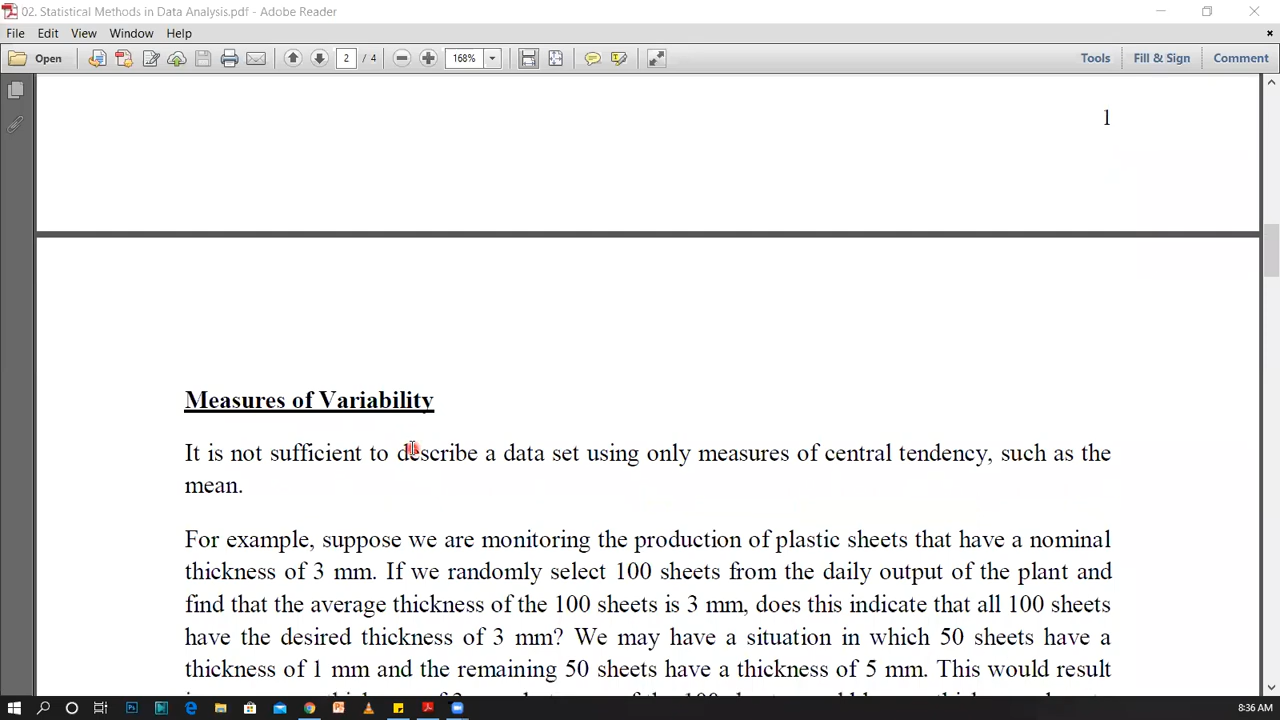 02. Statistical Methods in Data Analysis.pdf - Adobe Reader
File Edit View Window Help
Open 2 / 4 168% Tools Fill & Sign Comment
1
Measures of Variability
It is not sufficient to describe a data set using only measures of central tendency, such as the
mean.
For example, suppose we are monitoring the production of plastic sheets that have a nominal
thickness of 3 mm. If we randomly select 100 sheets from the daily output of the plant and
find that the average thickness of the 100 sheets is 3 mm, does this indicate that all 100 sheets
have the desired thickness of 3 mm? We may have a situation in which 50 sheets have a
thickness of 1 mm and the remaining 50 sheets have a thickness of 5 mm. This would result
8:36 AM